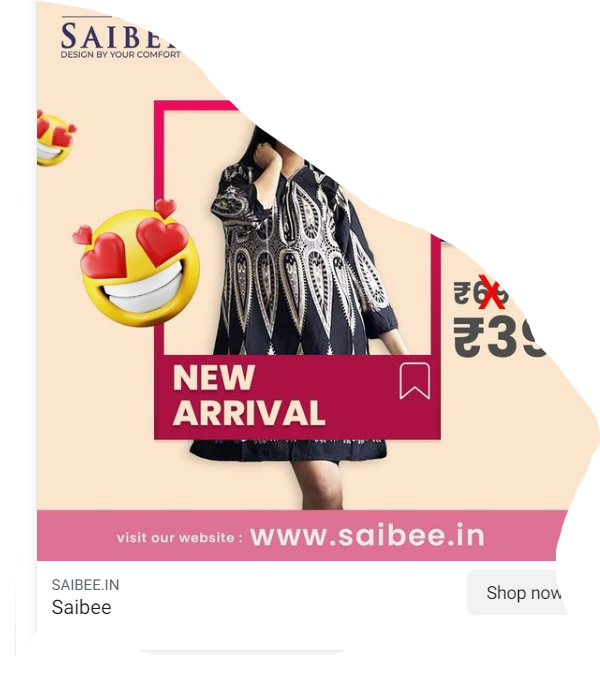 DESIGN BY YOUR COMFORT
NEW
ARRIVAL
visit our website : www.saibee.in
SAIBEE.IN
Saibee
Shop now